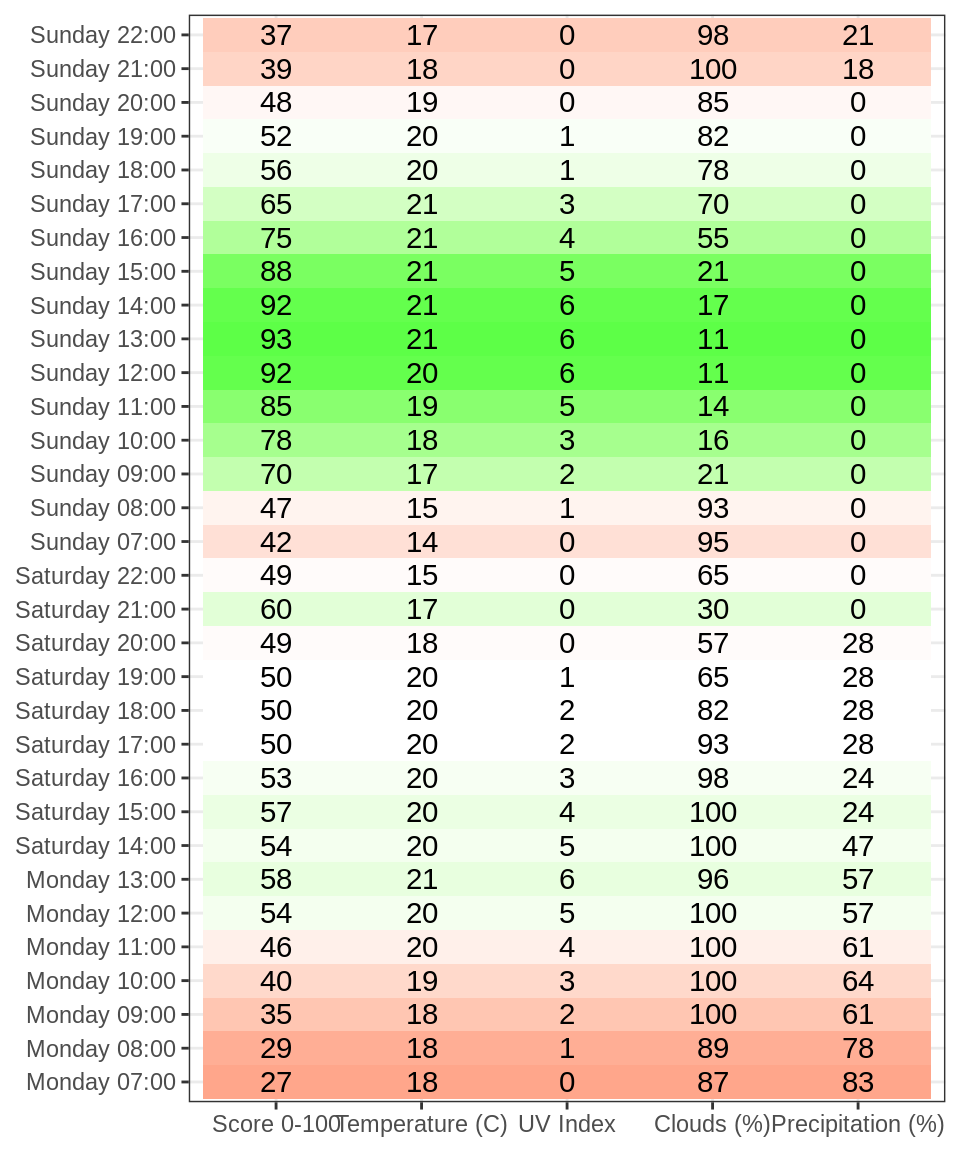 Sunday 22:00 37 17 0 98 21
Sunday 21:00 39 18 0 100 18
Sunday 20:00 48 19 0 85 0
Sunday 19:00 52 20 1 82 0
Sunday 18:00 56 20 1 78 0
Sunday 17:00 65 21 3 70 0
Sunday 16:00 75 21 4 55 0
Sunday 15:00 88 21 5 21 0
Sunday 14:00 92 21 6 17 0
Sunday 13:00 93 21 6 11 0
Sunday 12:00 92 20 6 11 0
Sunday 11:00 85 19 5 14 0
Sunday 10:00 78 18 3 16 0
Sunday 09:00 70 17 2 21 0
Sunday 08:00 47 15 1 93 0
Sunday 07:00 42 14 0 95 0
Saturday 22:00 49 15 0 65 0
Saturday 21:00 60 17 0 30 0
Saturday 20:00 49 18 0 57 28
Saturday 19:00 50 20 1 65 28
Saturday 18:00 50 20 2 82 28
Saturday 17:00 50 20 2 93 28
Saturday 16:00 53 20 3 98 24
Saturday 15:00 57 20 4 100 24
Saturday 14:00 54 20 5 100 47
Monday 13:00 58 21 6 96 57
Monday 12:00 54 20 5 100 57
Monday 11:00 46 20 4 100 61
Monday 10:00 40 19 3 100 64
Monday 09:00 35 18 2 100 61
Monday 08:00 29 18 1 89 78
Monday 07:00 27 18 0 87 83
Score 0-100 Temperature (C) UV Index Clouds (%) Precipitation (%)